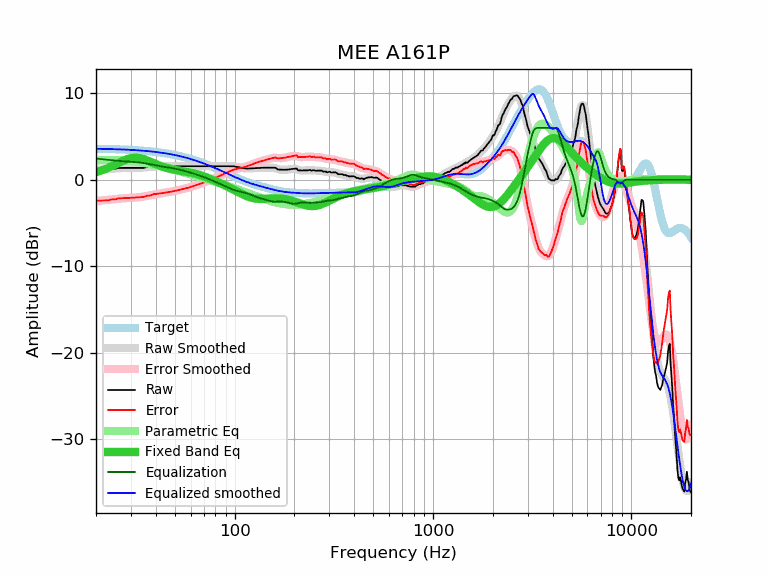 MEE A161P
Amplitude (dBr)
10
0
−10
−20
−30
Target
Raw Smoothed
Error Smoothed
Raw
Error
Parametric Eq
Fixed Band Eq
Equalization
Equalized smoothed
100
1000
10000
Frequency (Hz)